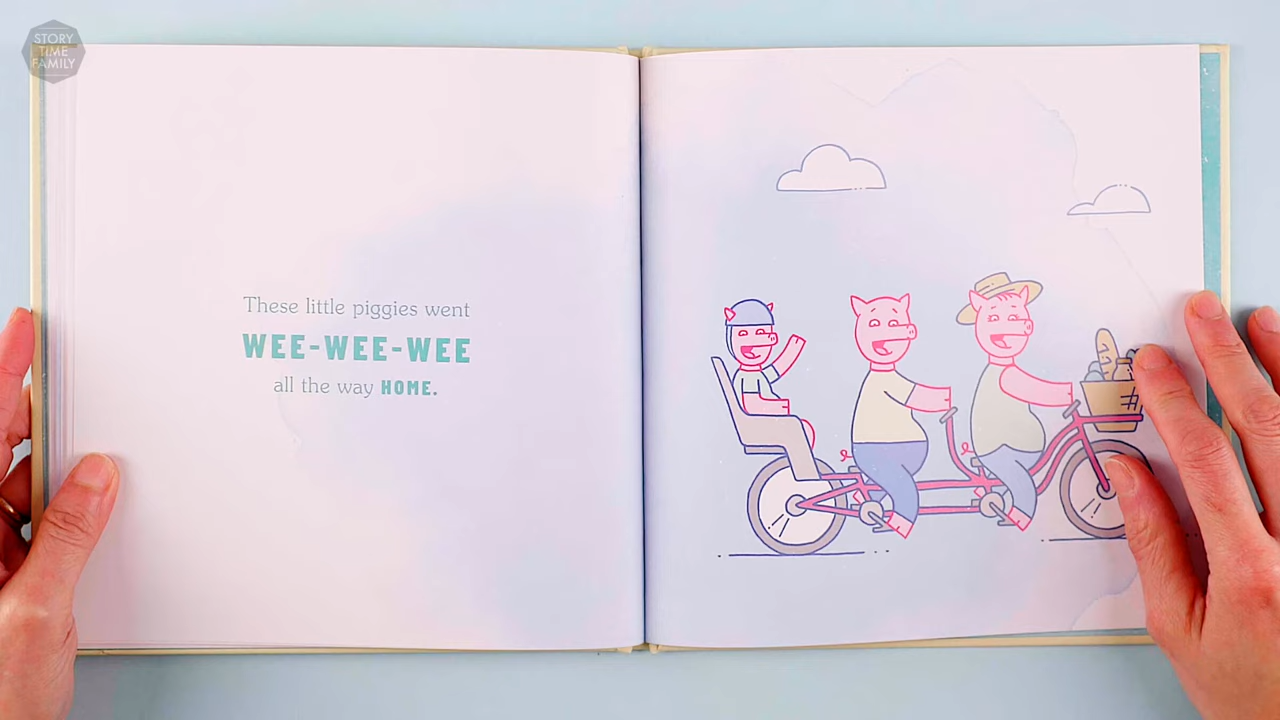 STORY
TIME
FAMILY
These little piggies went
WEE-WEE-WEE
all the way HOME.